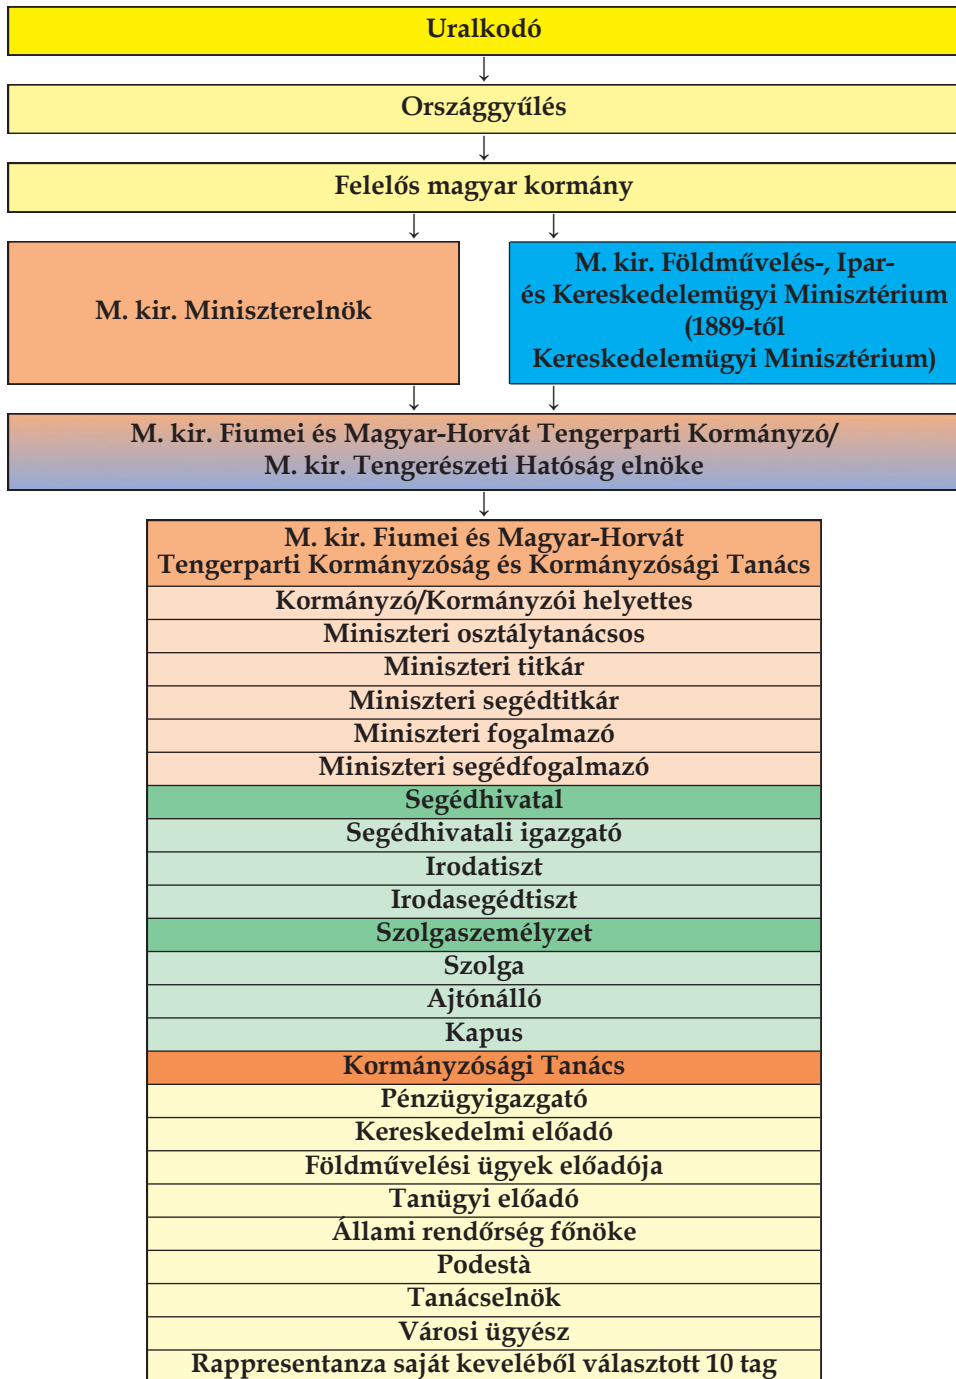 Uralkodó
Országgyűlés
Felelős magyar kormány
M. kir. Miniszterelnök
M. kir. Földművelés-, Ipar-
és Kereskedelemügyi Minisztérium
(1889-től
Kereskedelemügyi Minisztérium)
M. kir. Fiumei és Magyar-Horvát Tengerparti Kormányzó/
M. kir. Tengerészeti Hatóság elnöke
M. kir. Fiumei és Magyar-Horvát
Tengerparti Kormányzóság és Kormányzósági Tanács
Kormányzó/Kormányzói helyettes
Miniszteri osztálytanácsos
Miniszteri titkár
Miniszteri segédtitkár
Miniszteri fogalmazó
Miniszteri segédfogalmazó
Segédhivatal
Segédhivatali igazgató
Irodatiszt
Irodasegédtiszt
Szolgaszemélyzet
Szolga
Ajtónálló
Kapus
Kormányzósági Tanács
Pénzügyigazgató
Kereskedelmi előadó
Földművelési ügyek előadója
Tanügyi előadó
Állami rendőrség főnöke
Podestà
Tanácselnök
Városi ügyész
Rappresentanza saját keveléből választott 10 tag